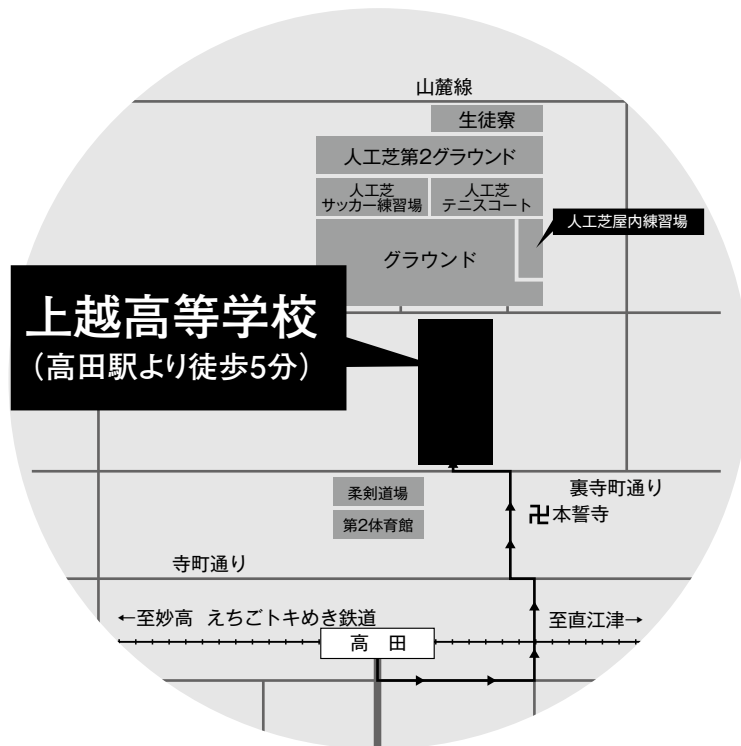 山麓線
生徒寮
人工芝第2グラウンド
人工芝
サッカー練習場
人工芝
テニスコート
人工芝屋内練習場
グラウンド
上越高等学校
(高田駅より徒歩5分)
柔剣道場
第2体育館
裏寺町通り
卍本誓寺
寺町通り
←至妙高 えちごトキめき鉄道
至直江津→
高 田